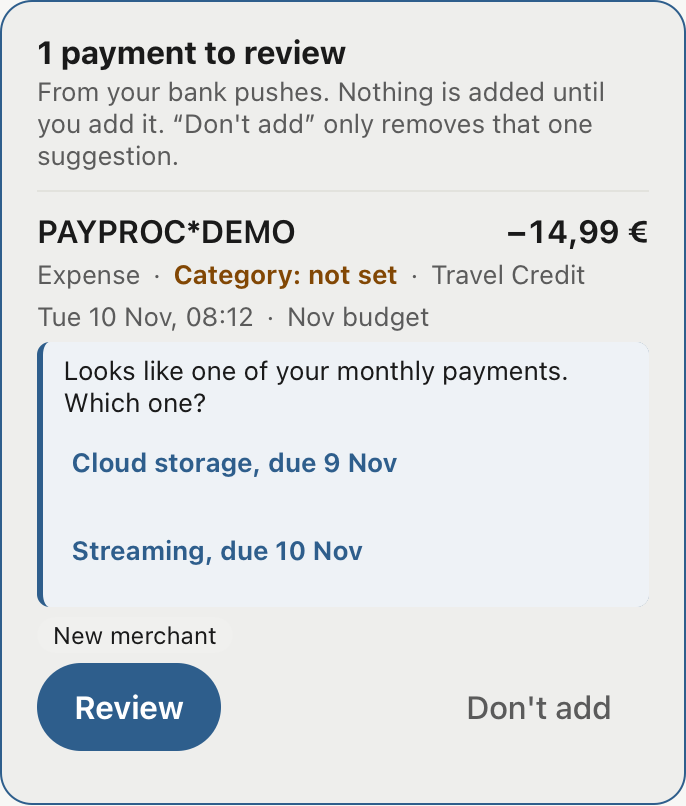 1 payment to review
From your bank pushes. Nothing is added until
you add it. “Don't add” only removes that one
suggestion.
PAYPROC*DEMO −14,99 €
Expense · Category: not set · Travel Credit
Tue 10 Nov, 08:12 · Nov budget
Looks like one of your monthly payments.
Which one?
Cloud storage, due 9 Nov
Streaming, due 10 Nov
New merchant
Review Don't add